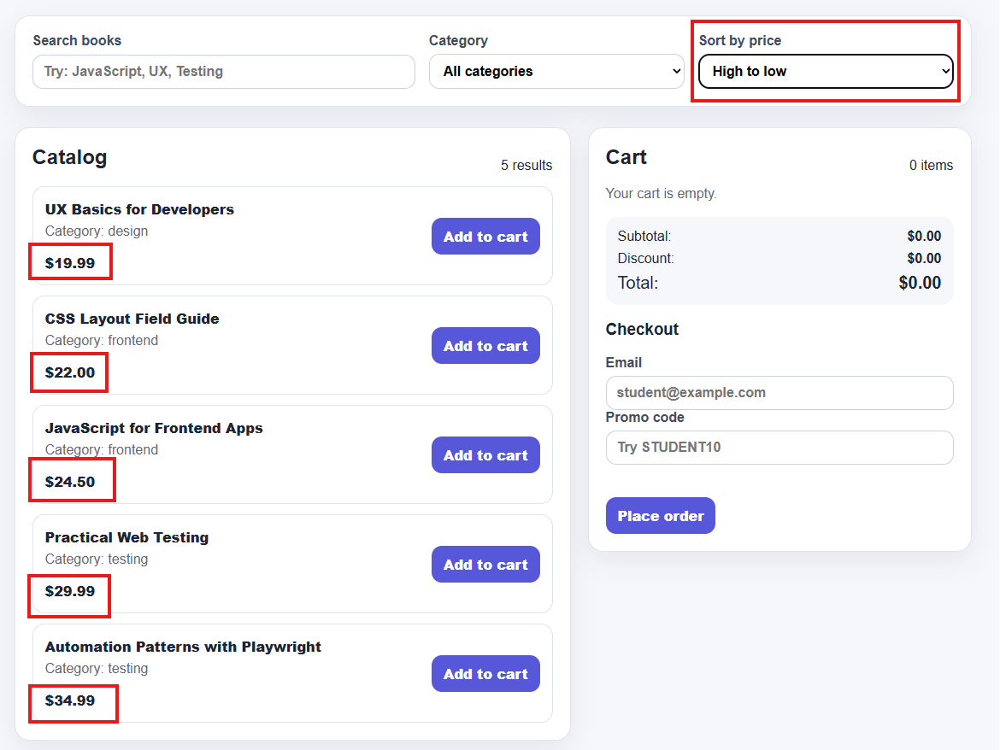 Search books
Try: JavaScript, UX, Testing
Category
All categories
Sort by price
High to low
Catalog
5 results
UX Basics for Developers
Category: design
$19.99
Add to cart
CSS Layout Field Guide
Category: frontend
$22.00
Add to cart
JavaScript for Frontend Apps
Category: frontend
$24.50
Add to cart
Practical Web Testing
Category: testing
$29.99
Add to cart
Automation Patterns with Playwright
Category: testing
$34.99
Add to cart
Cart
0 items
Your cart is empty.
Subtotal: $0.00
Discount: $0.00
Total: $0.00
Checkout
Email
student@example.com
Promo code
Try STUDENT10
Place order